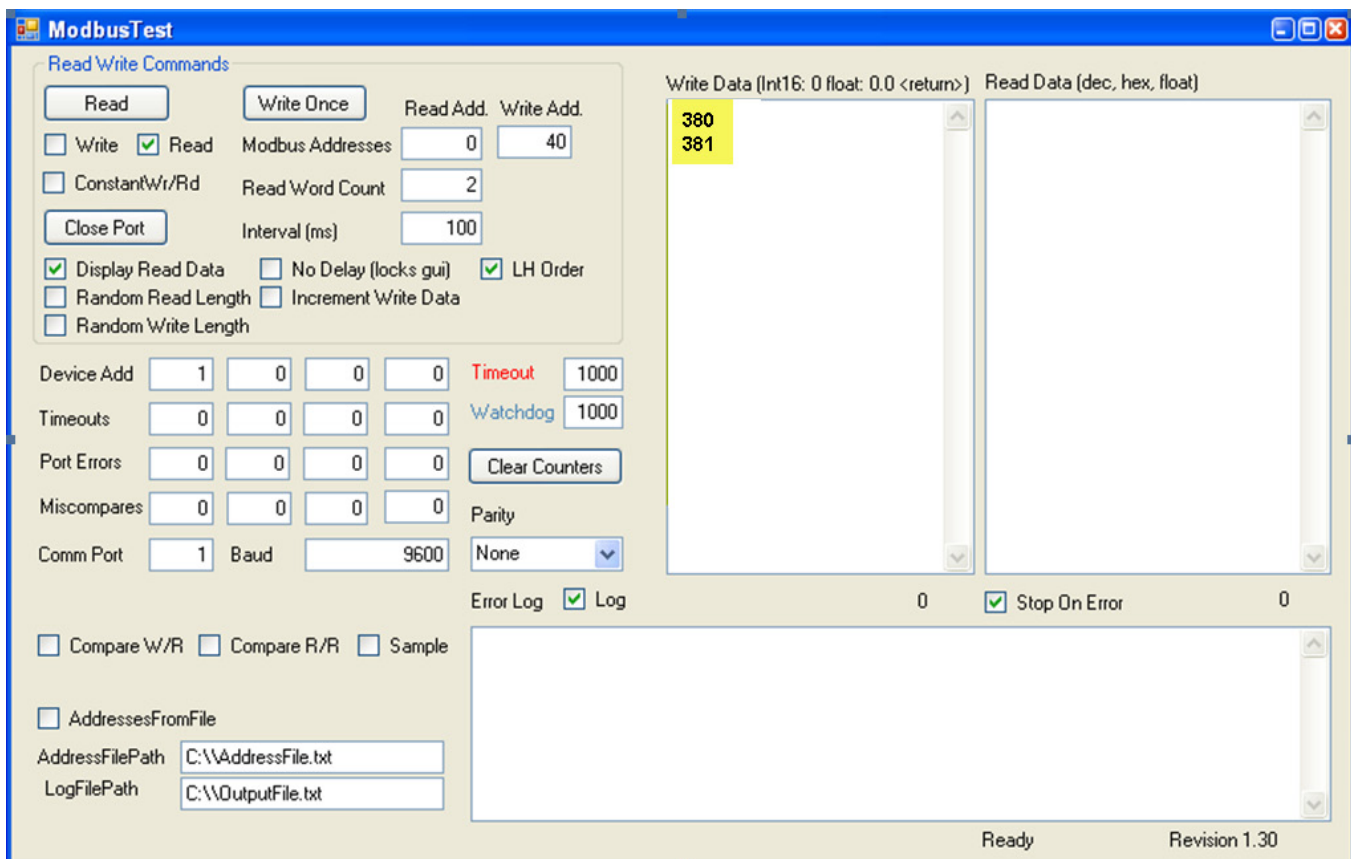 ModbusTest
Read Write Commands
Read Write Once Read Add. Write Add.
Write Read Modbus Addresses 0 40
ConstantWr/Rd Read Word Count 2
Close Port Interval (ms) 100
Display Read Data No Delay (locks gui) LH Order
Random Read Length Increment Write Data
Random Write Length
Device Add 1 0 0 0 Timeout 1000
Timeouts 0 0 0 0 Watchdog 1000
Port Errors 0 0 0 0 Clear Counters
Miscompares 0 0 0 0 Parity
Comm Port 1 Baud 9600 None
Write Data (Int16: 0 float: 0.0 <return>) Read Data (dec, hex, float)
380
381
Error Log Log 0 Stop On Error 0
Compare W/R Compare R/R Sample
AddressesFromFile
AddressFilePath C:\\AddressFile.txt
LogFilePath C:\\OutputFile.txt
Ready Revision 1.30